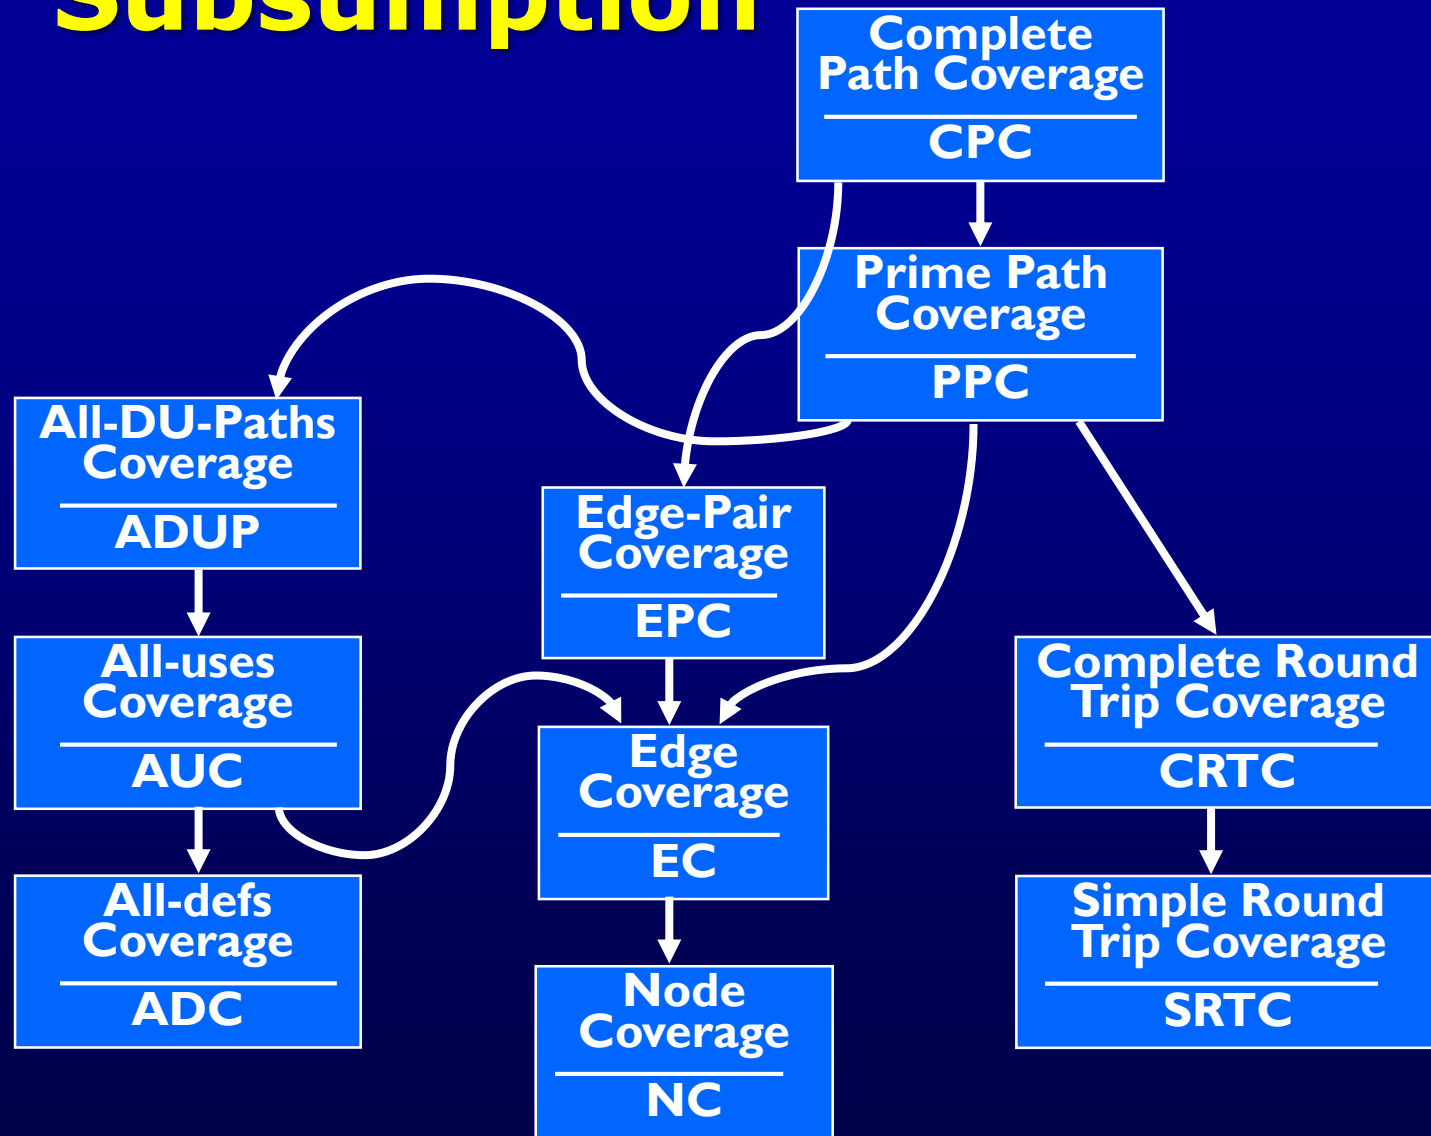 Subsumption
Complete
Path Coverage
CPC
Prime Path
Coverage
PPC
All-DU-Paths
Coverage
ADUP
Edge-Pair
Coverage
EPC
All-uses
Coverage
AUC
Complete Round
Trip Coverage
CRTC
Edge
Coverage
EC
All-defs
Coverage
ADC
Simple Round
Trip Coverage
SRTC
Node
Coverage
NC